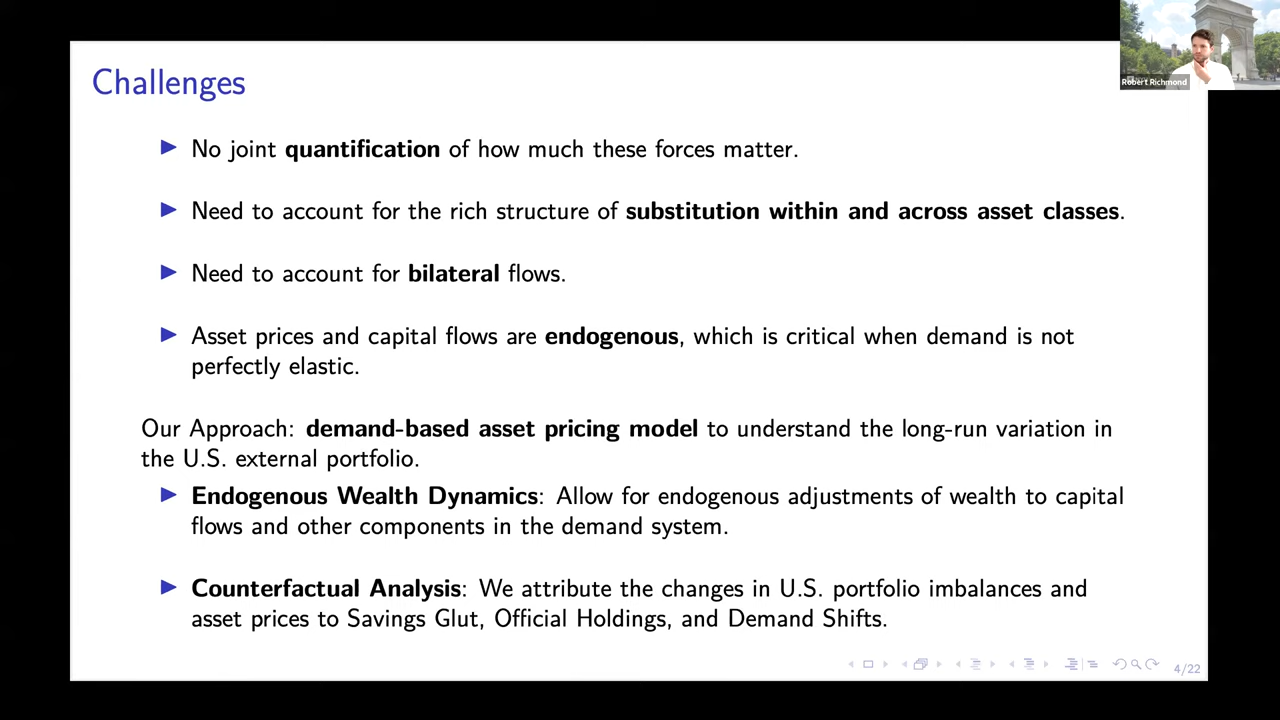 Robert Richmond
Challenges
No joint quantification of how much these forces matter.
Need to account for the rich structure of substitution within and across asset classes.
Need to account for bilateral flows.
Asset prices and capital flows are endogenous, which is critical when demand is not
perfectly elastic.
Our Approach: demand-based asset pricing model to understand the long-run variation in
the U.S. external portfolio.
Endogenous Wealth Dynamics: Allow for endogenous adjustments of wealth to capital
flows and other components in the demand system.
Counterfactual Analysis: We attribute the changes in U.S. portfolio imbalances and
asset prices to Savings Glut, Official Holdings, and Demand Shifts.
4/22